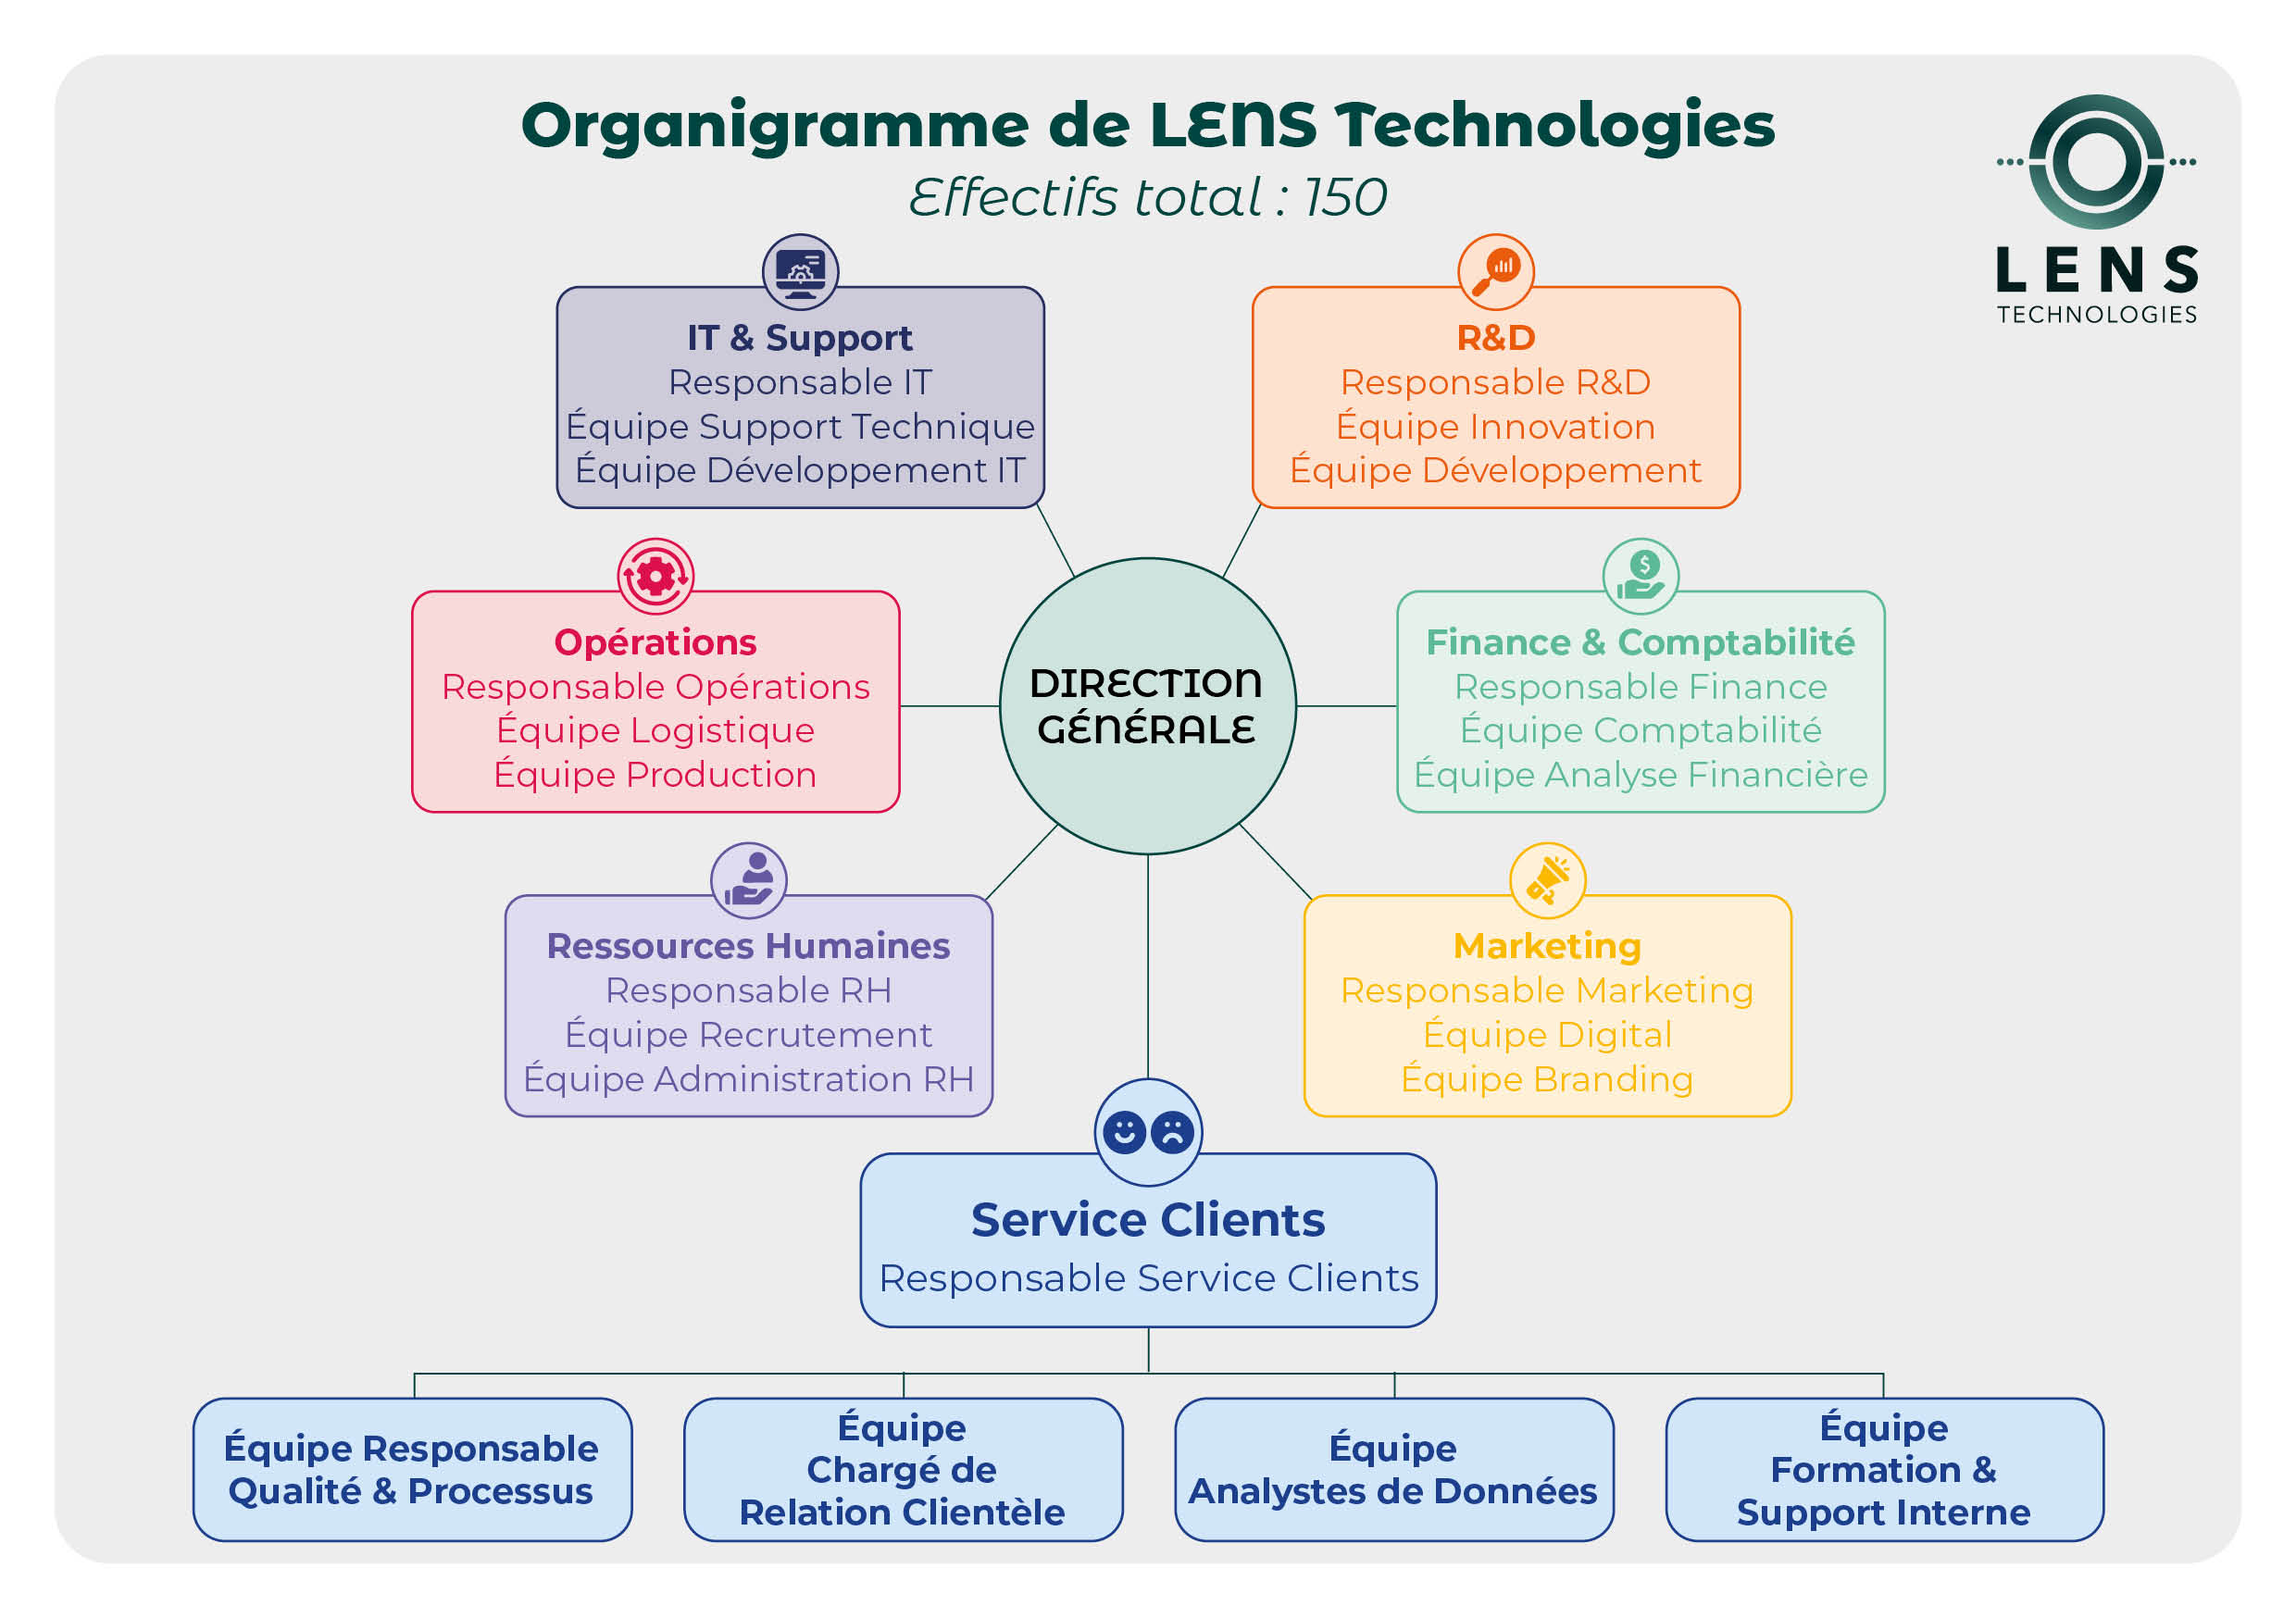 Organigramme de LENS Technologies
Effectifs total : 150
LENS
TECHNOLOGIES
IT & Support
Responsable IT
Équipe Support Technique
Équipe Développement IT
R&D
Responsable R&D
Équipe Innovation
Équipe Développement
Opérations
Responsable Opérations
Équipe Logistique
Équipe Production
DIRECTION
GÉNÉRALE
Finance & Comptabilité
Responsable Finance
Équipe Comptabilité
Équipe Analyse Financière
Ressources Humaines
Responsable RH
Équipe Recrutement
Équipe Administration RH
Marketing
Responsable Marketing
Équipe Digital
Équipe Branding
Service Clients
Responsable Service Clients
Équipe Responsable
Qualité & Processus
Équipe
Chargé de
Relation Clientèle
Équipe
Analystes de Données
Équipe
Formation &
Support Interne